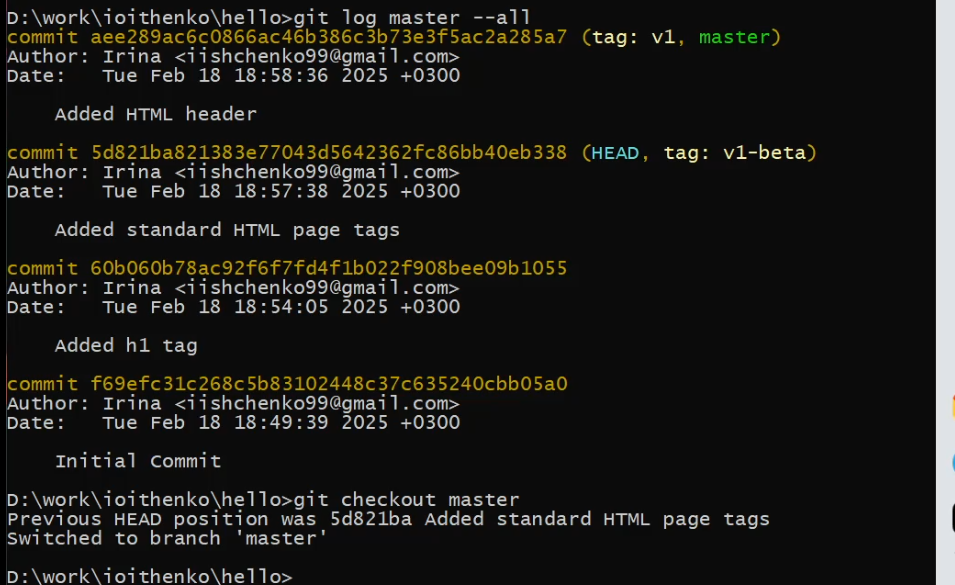 D:\work\ioithenko\hello>git log master --all
commit aee289ac6c0866ac46b386c3b73e3f5ac2a285a7 (tag: v1, master)
Author: Irina <iishchenko99@gmail.com>
Date:   Tue Feb 18 18:58:36 2025 +0300
    Added HTML header
commit 5d821ba821383e77043d5642362fc86bb40eb338 (HEAD, tag: v1-beta)
Author: Irina <iishchenko99@gmail.com>
Date:   Tue Feb 18 18:57:38 2025 +0300
    Added standard HTML page tags
commit 60b060b78ac92f6f7fd4f1b022f908bee09b1055
Author: Irina <iishchenko99@gmail.com>
Date:   Tue Feb 18 18:54:05 2025 +0300
    Added h1 tag
commit f69efc31c268c5b83102448c37c635240cbb05a0
Author: Irina <iishchenko99@gmail.com>
Date:   Tue Feb 18 18:49:39 2025 +0300
    Initial Commit
D:\work\ioithenko\hello>git checkout master
Previous HEAD position was 5d821ba Added standard HTML page tags
Switched to branch 'master'
D:\work\ioithenko\hello>